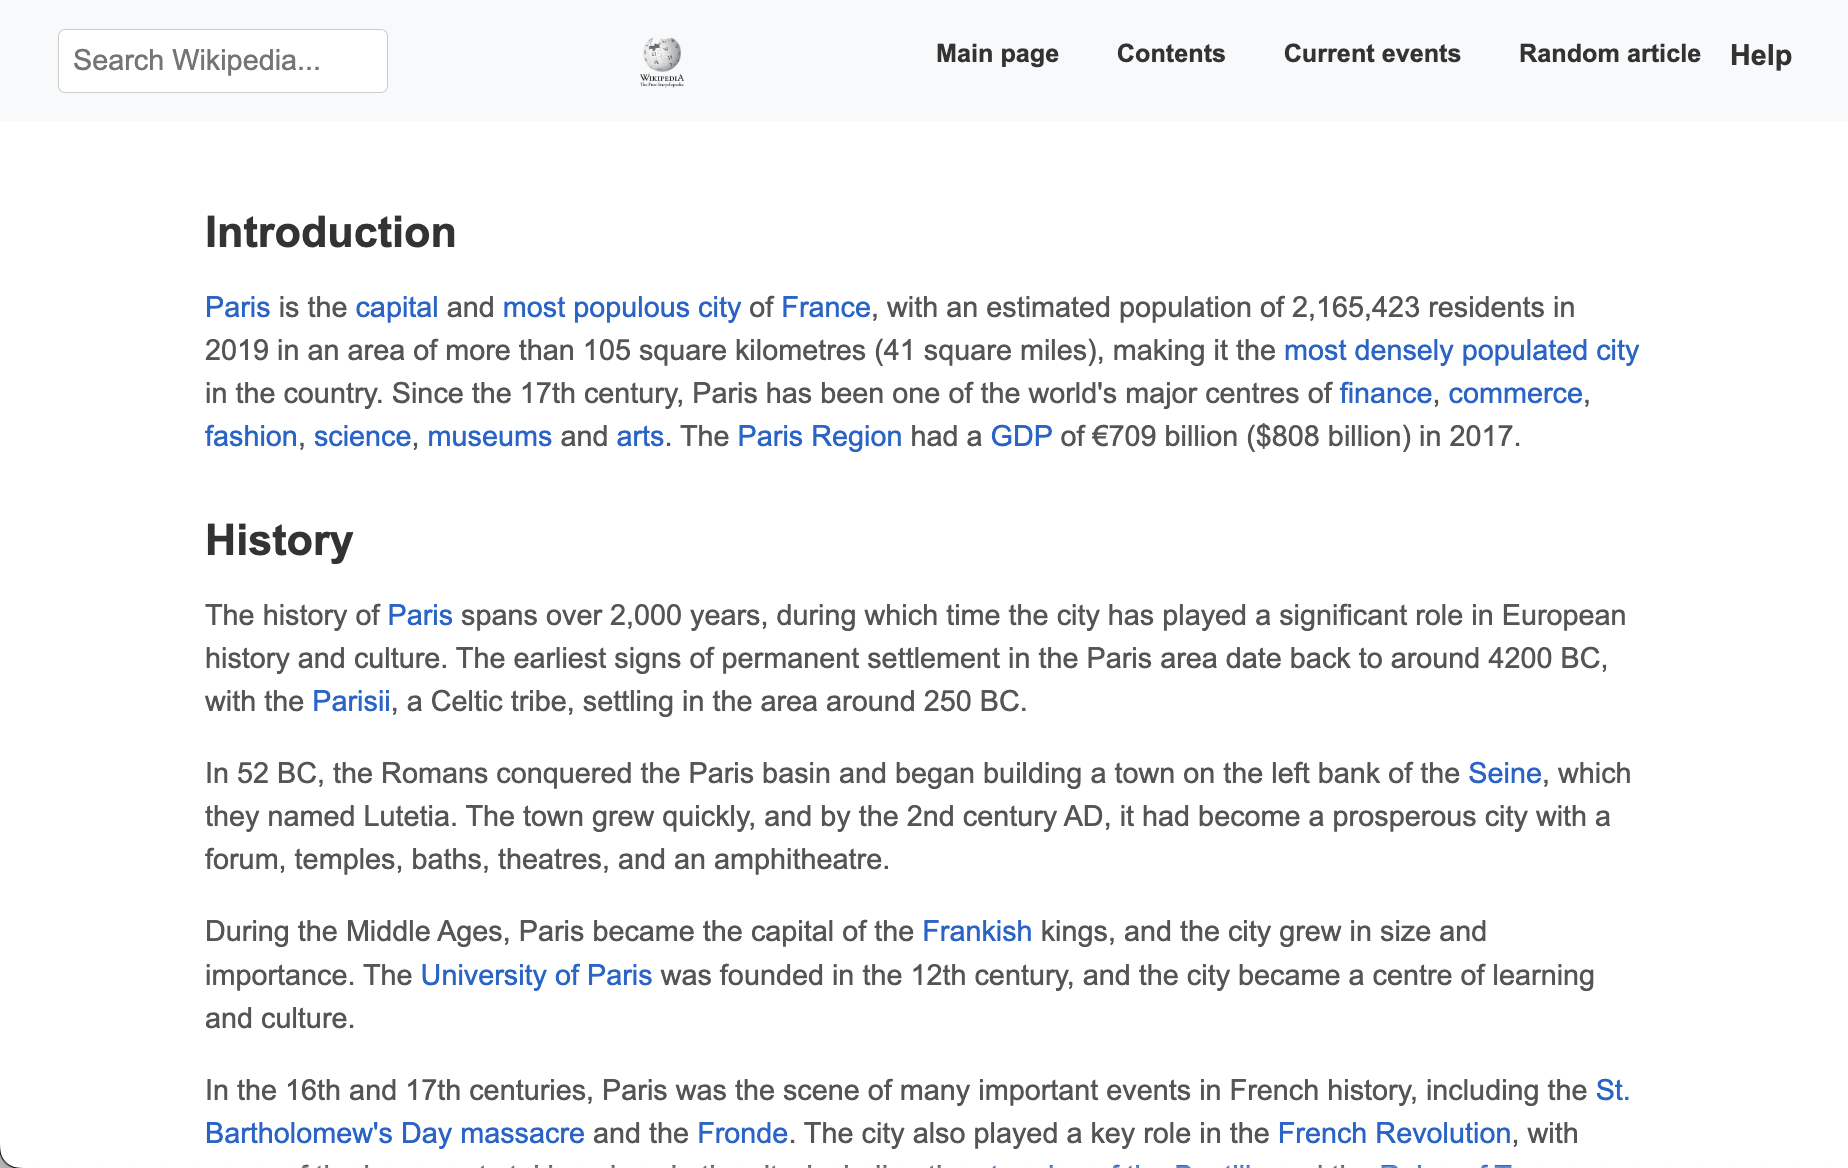 Search Wikipedia...
WIKIPEDIA
The Free Encyclopedia
Main page
Contents
Current events
Random article
Help
Introduction
Paris is the capital and most populous city of France, with an estimated population of 2,165,423 residents in
2019 in an area of more than 105 square kilometres (41 square miles), making it the most densely populated city
in the country. Since the 17th century, Paris has been one of the world's major centres of finance, commerce,
fashion, science, museums and arts. The Paris Region had a GDP of €709 billion ($808 billion) in 2017.
History
The history of Paris spans over 2,000 years, during which time the city has played a significant role in European
history and culture. The earliest signs of permanent settlement in the Paris area date back to around 4200 BC,
with the Parisii, a Celtic tribe, settling in the area around 250 BC.
In 52 BC, the Romans conquered the Paris basin and began building a town on the left bank of the Seine, which
they named Lutetia. The town grew quickly, and by the 2nd century AD, it had become a prosperous city with a
forum, temples, baths, theatres, and an amphitheatre.
During the Middle Ages, Paris became the capital of the Frankish kings, and the city grew in size and
importance. The University of Paris was founded in the 12th century, and the city became a centre of learning
and culture.
In the 16th and 17th centuries, Paris was the scene of many important events in French history, including the St.
Bartholomew's Day massacre and the Fronde. The city also played a key role in the French Revolution, with